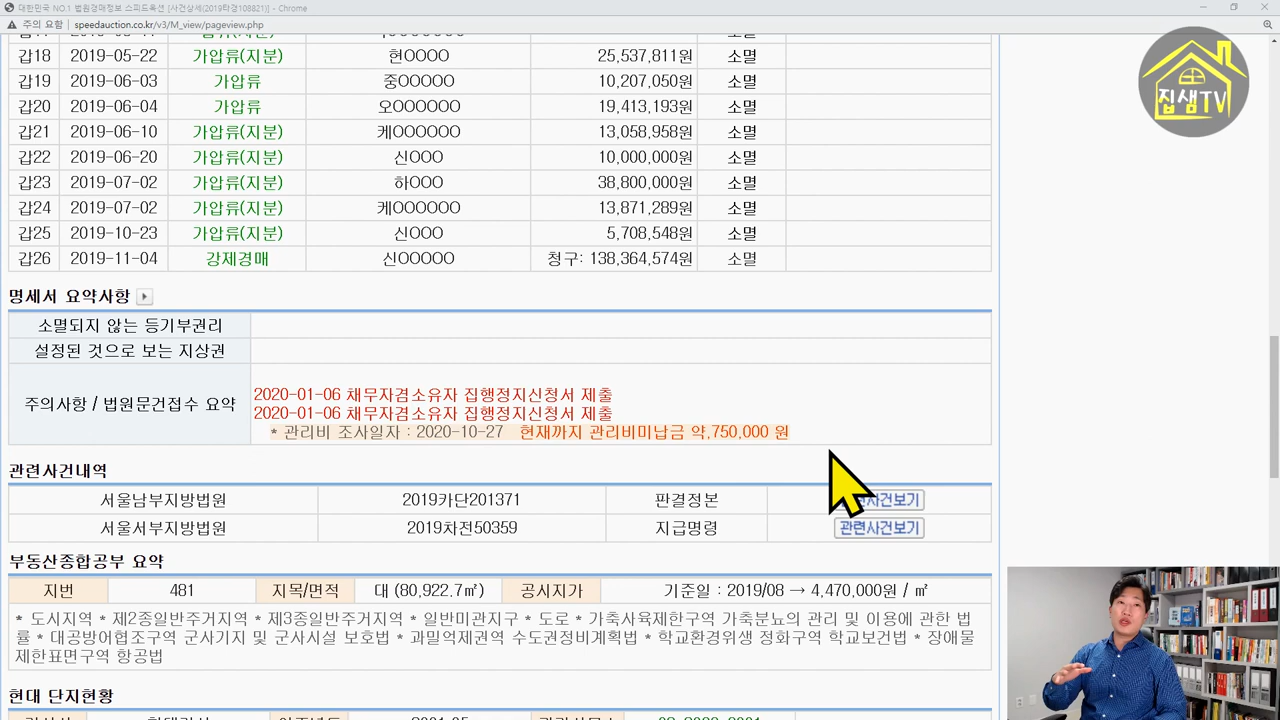 대한민국 NO.1 법원경매정보 스피드옥션 [사건상세(2019타경108821)] - Chrome
주의 요함 speedauction.co.kr/v3/M_view/pageview.php
갑18 2019-05-22 가압류(지분) 현OOOO 25,537,811원 소멸
갑19 2019-06-03 가압류 중OOOOO 10,207,050원 소멸
갑20 2019-06-04 가압류 오OOOOOO 19,413,193원 소멸
갑21 2019-06-10 가압류(지분) 케OOOOOO 13,058,958원 소멸
갑22 2019-06-20 가압류(지분) 신OOO 10,000,000원 소멸
갑23 2019-07-02 가압류(지분) 하OOO 38,800,000원 소멸
갑24 2019-07-02 가압류(지분) 케OOOOOO 13,871,289원 소멸
갑25 2019-10-23 가압류(지분) 신OOO 5,708,548원 소멸
갑26 2019-11-04 강제경매 신OOOOO 청구: 138,364,574원 소멸
명세서 요약사항
소멸되지 않는 등기부권리
설정된 것으로 보는 지상권
주의사항 / 법원문건접수 요약
2020-01-06 채무자겸소유자 집행정지신청서 제출
2020-01-06 채무자겸소유자 집행정지신청서 제출
* 관리비 조사일자 : 2020-10-27 현재까지 관리비미납금 약,750,000 원
관련사건내역
서울남부지방법원 2019카단201371 판결정본 사건보기
서울서부지방법원 2019차전50359 지급명령 관련사건보기
부동산종합공부 요약
지번 481 지목/면적 대 (80,922.7㎡) 공시지가 기준일 : 2019/08 → 4,470,000원 / ㎡
* 도시지역 * 제2종일반주거지역 * 제3종일반주거지역 * 일반미관지구 * 도로 * 가축사육제한구역 가축분뇨의 관리 및 이용에 관한 법
률 * 대공방어협조구역 군사기지 및 군사시설 보호법 * 과밀억제권역 수도권정비계획법 * 학교환경위생 정화구역 학교보건법 * 장애물
제한표면구역 항공법
현대 단지현황
집샘TV